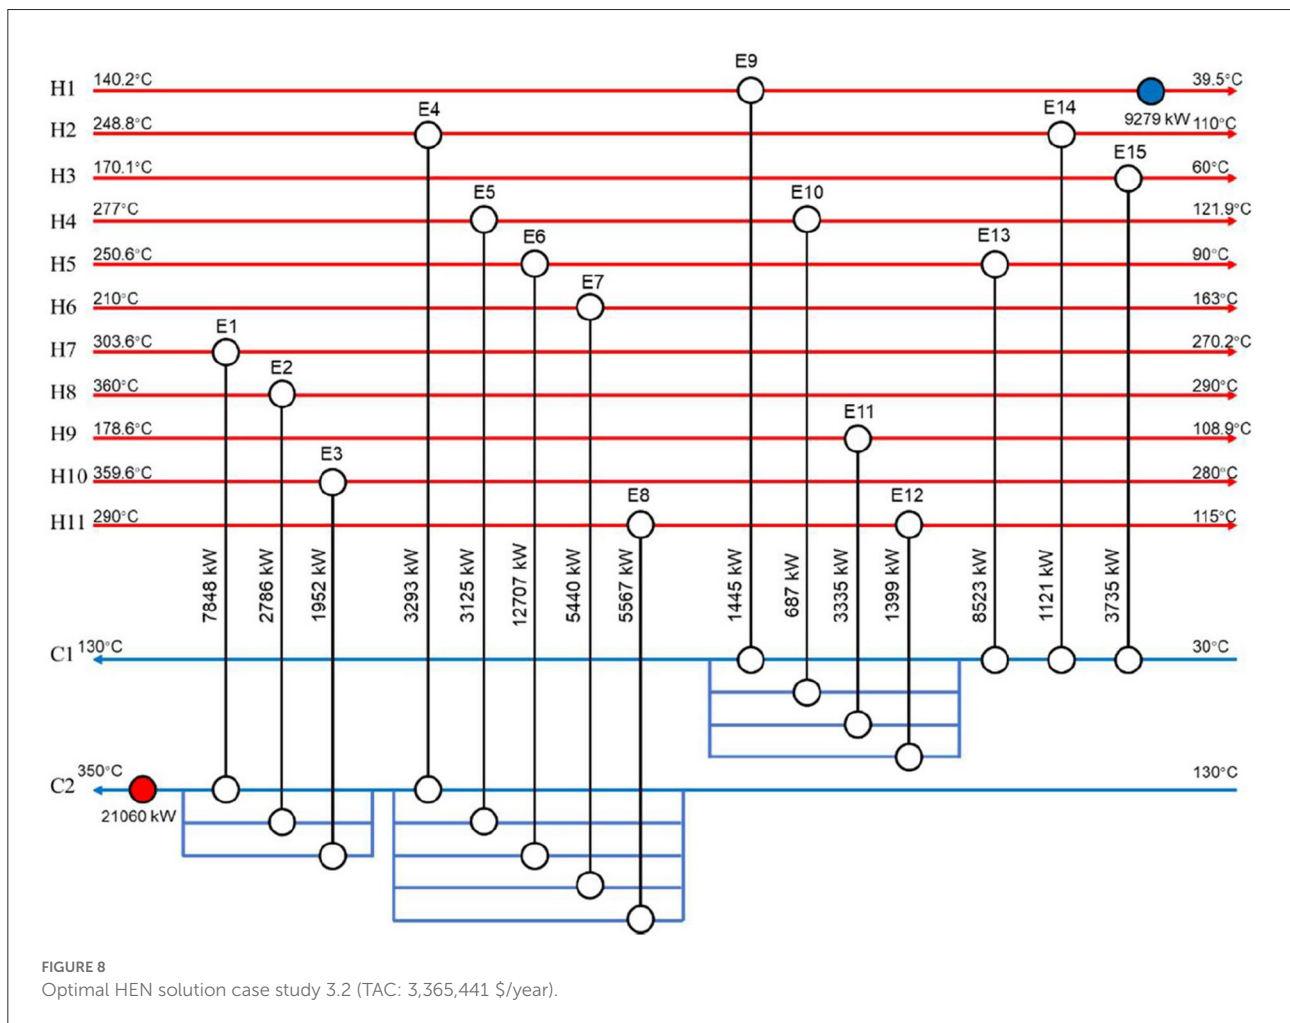 E9
H1 140.2°C 39.5°C
9279 kW
E4 E14
H2 248.8°C 110°C
E15
H3 170.1°C 60°C
E5 E10
H4 277°C 121.9°C
E6 E13
H5 250.6°C 90°C
E7
H6 210°C 163°C
E1
H7 303.6°C 270.2°C
E2
H8 360°C 290°C
E11
H9 178.6°C 108.9°C
E3
H10 359.6°C 280°C
E8 E12
H11 290°C 115°C
7848 kW
2786 kW
1952 kW
3293 kW
3125 kW
12707 kW
5440 kW
5567 kW
1445 kW
687 kW
3335 kW
1399 kW
8523 kW
1121 kW
3735 kW
C1 130°C 30°C
C2 350°C 130°C
21060 kW
FIGURE 8
Optimal HEN solution case study 3.2 (TAC: 3,365,441 $/year).